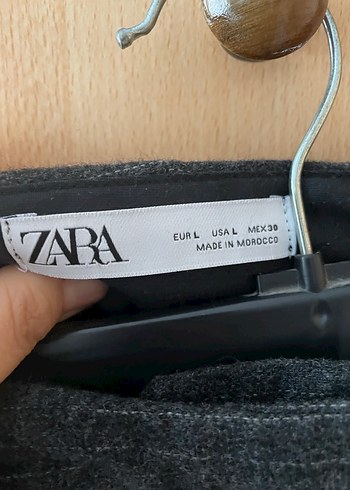 ZARA
EUR L USA L MEX 30
MADE IN MOROCCO